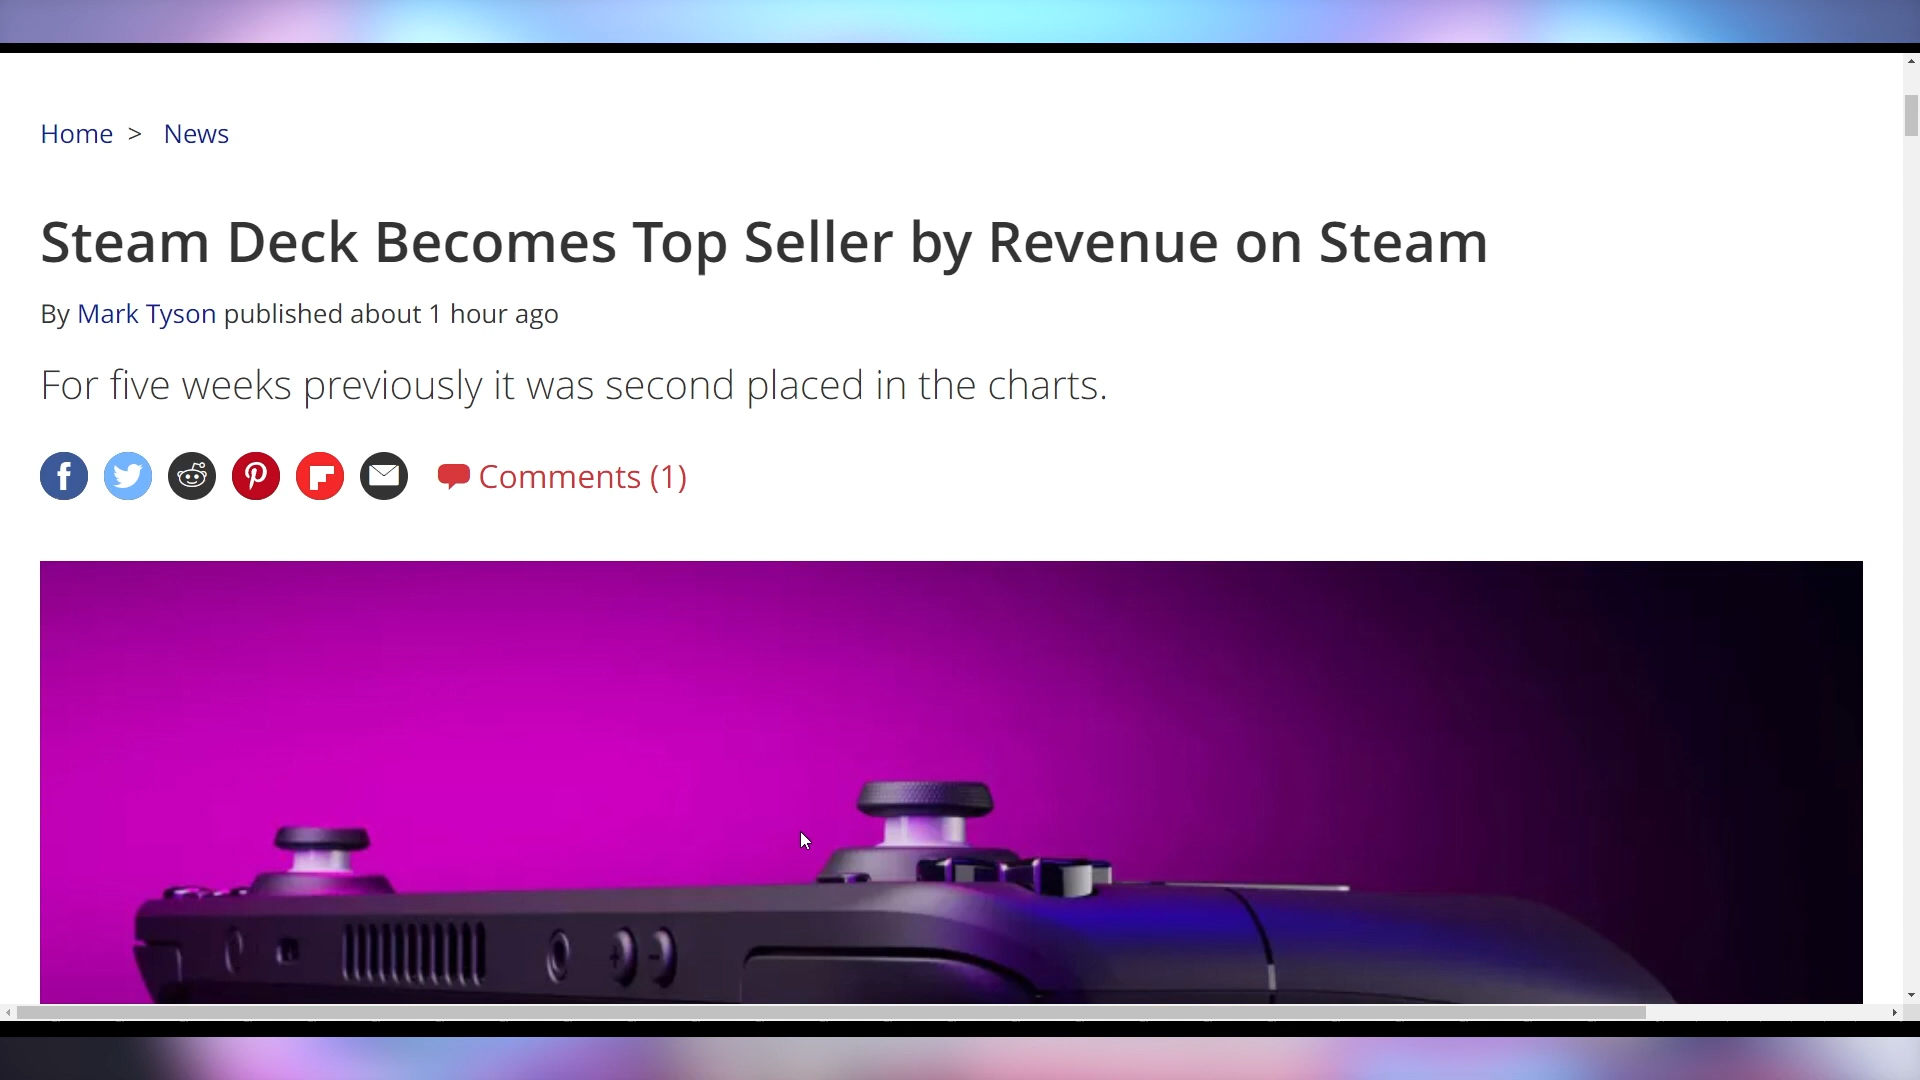 Home > News
Steam Deck Becomes Top Seller by Revenue on Steam
By Mark Tyson published about 1 hour ago
For five weeks previously it was second placed in the charts.
Comments (1)